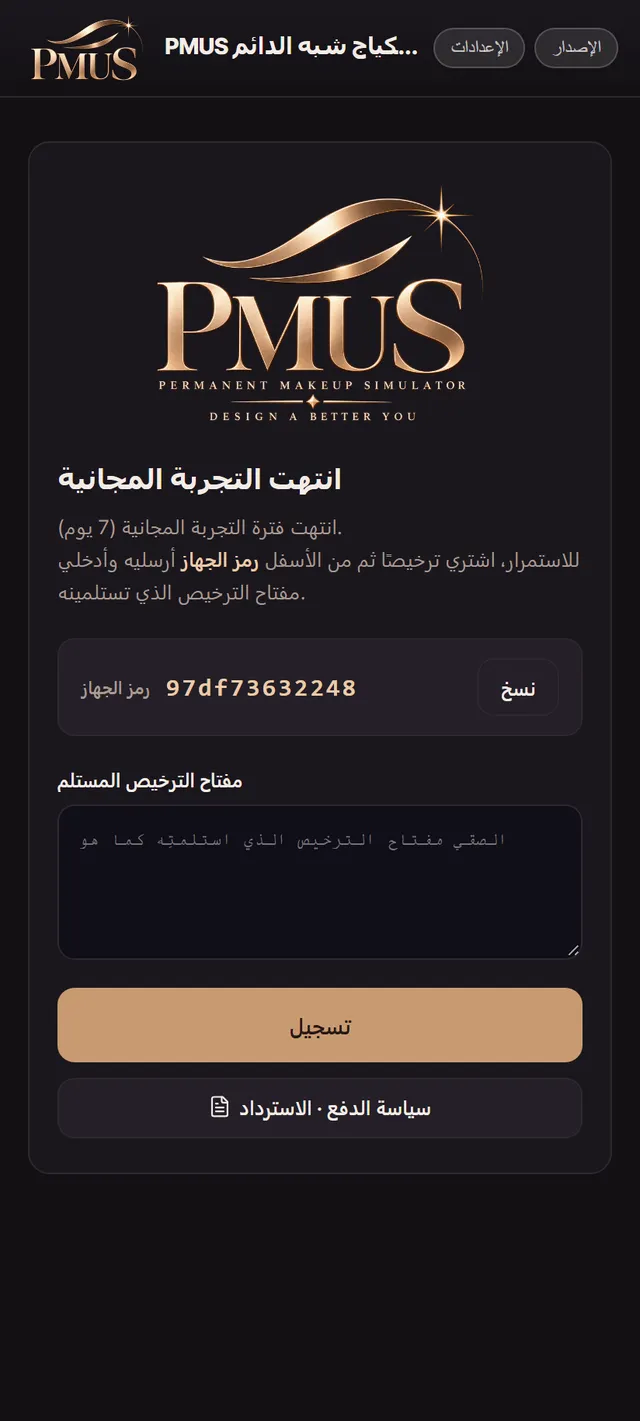 PMUS
PMUS كياج شبه الدائم...
الإعدادات
الإصدار
PMUS
PERMANENT MAKEUP SIMULATOR
DESIGN A BETTER YOU
انتهت التجربة المجانية
انتهت فترة التجربة المجانية (7 يوم).
للاستمرار، اشتري ترخيصًا ثم من الأسفل رمز الجهاز أرسليه وأدخلي
مفتاح الترخيص الذي تستلمينه.
رمز الجهاز 97df73632248
نسخ
مفتاح الترخيص المستلم
الصقي مفتاح الترخيص الذي استلمتِه كما هو
تسجيل
سياسة الدفع · الاسترداد